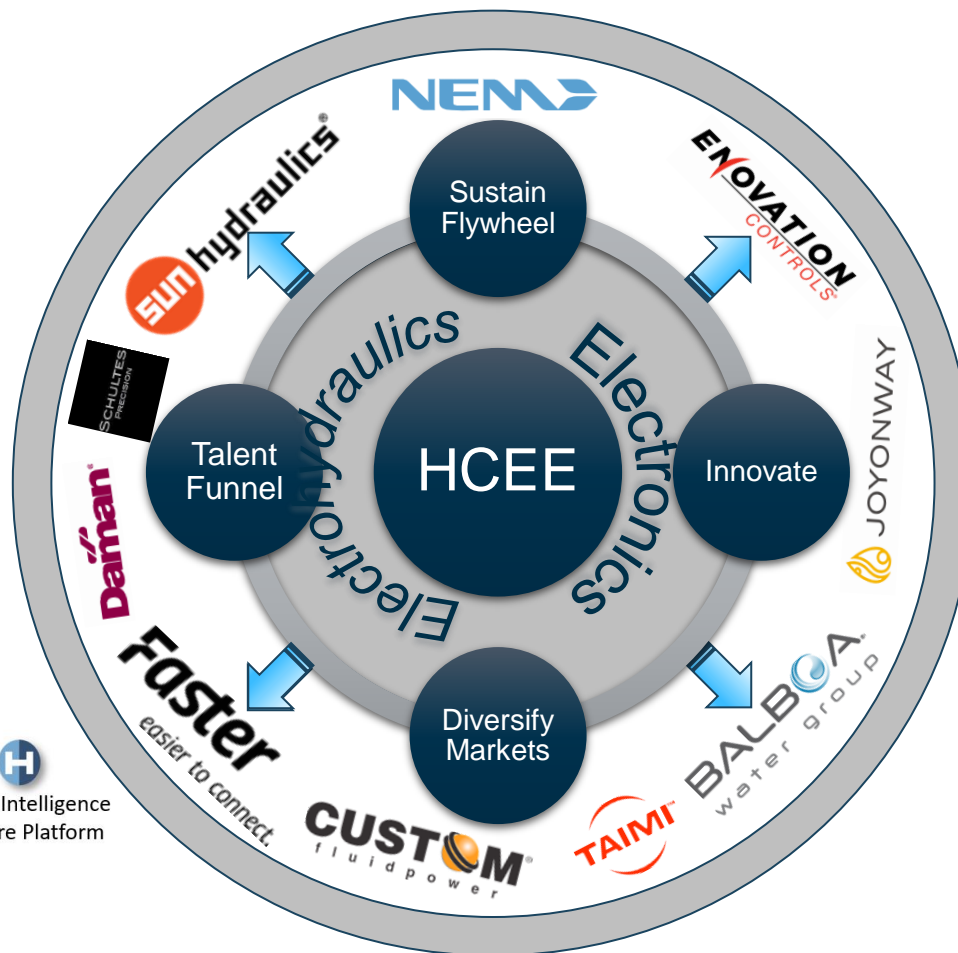 NEM
sun hydraulics®
ENOVATION
CONTROLS®
Sustain
Flywheel
SCHULTES
PRECISION
Electrohydraulics
Electronics
JOYONWAY
Talent
Funnel
HCEE
Innovate
Daman®
Faster
easier to connect.
Diversify
Markets
BALBOA®
water group
H
Intelligence
re Platform
CUSTOM®
fluidpower
TAIMI™